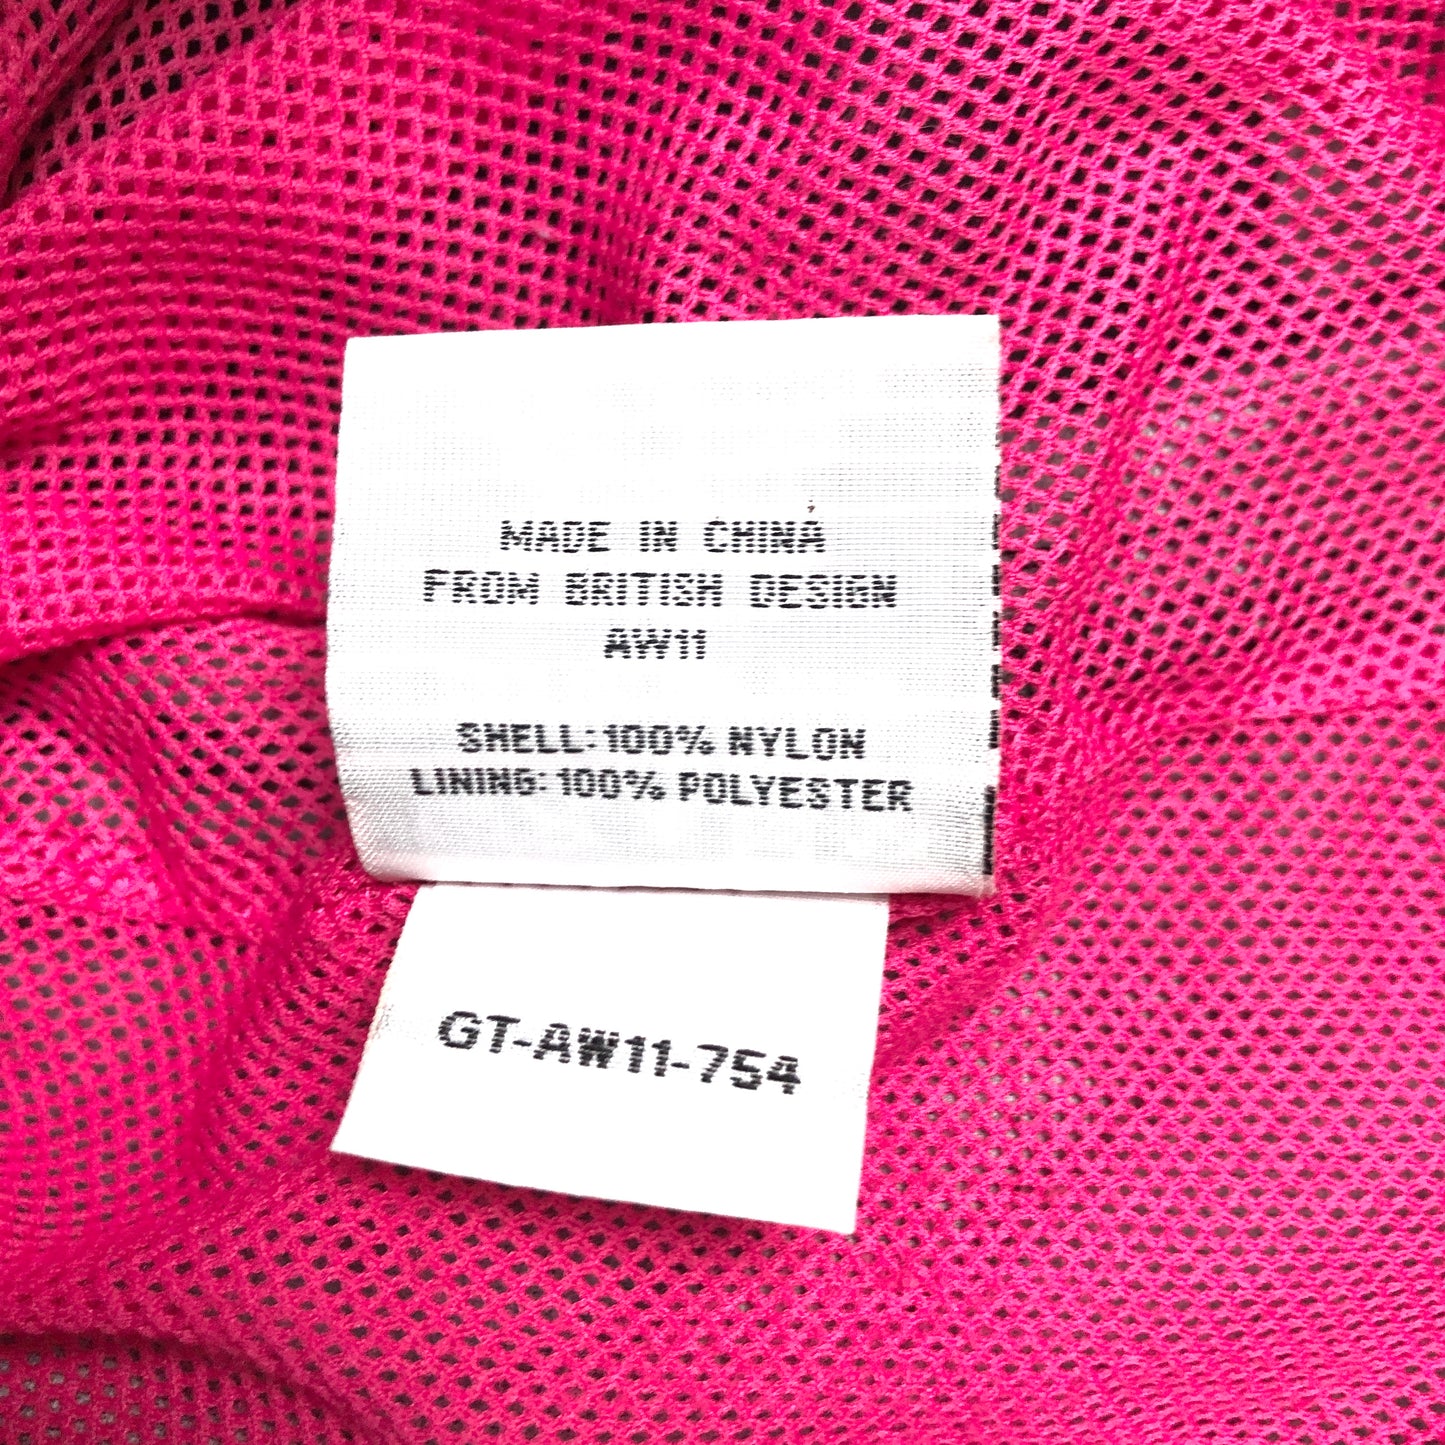 MADE IN CHINA
FROM BRITISH DESIGN
AW11
SHELL: 100% NYLON
LINING: 100% POLYESTER
GT-AW11-754